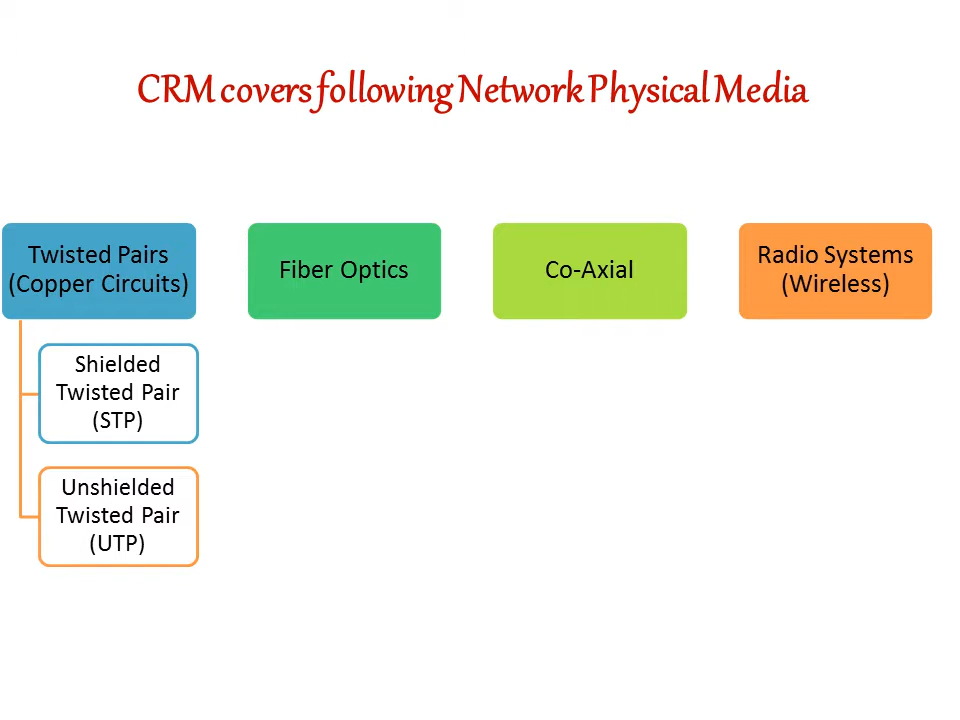 CRM covers following Network Physical Media
Twisted Pairs
(Copper Circuits)
Shielded
Twisted Pair
(STP)
Unshielded
Twisted Pair
(UTP)
Fiber Optics
Co-Axial
Radio Systems
(Wireless)